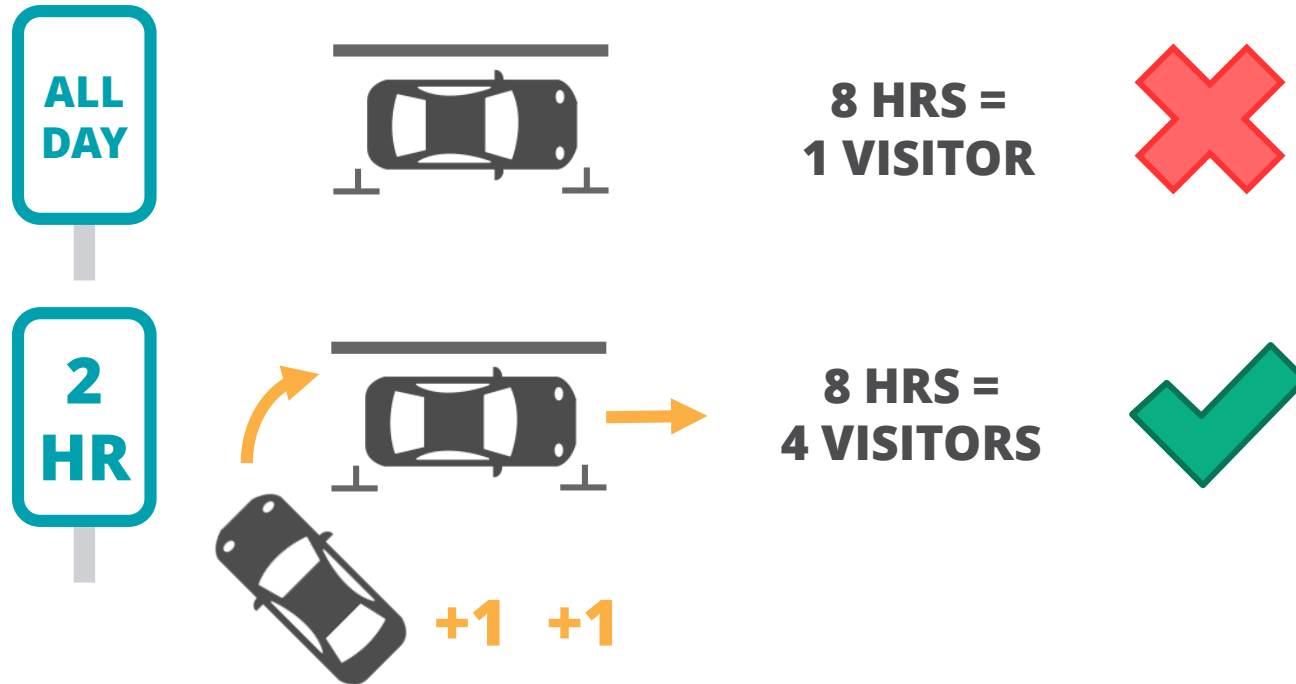 ALL
DAY
8 HRS =
1 VISITOR
2
HR
8 HRS =
4 VISITORS
+1 +1